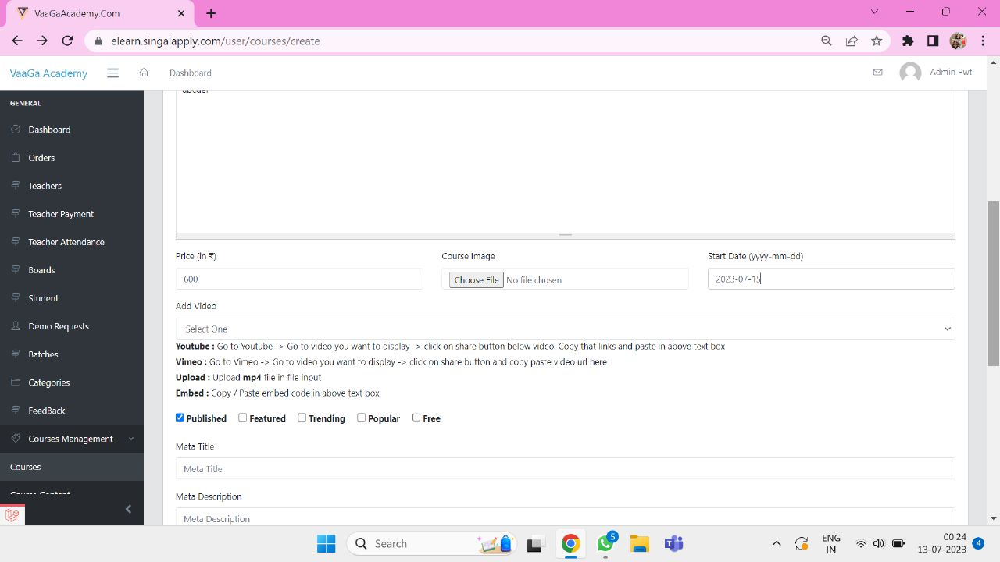 VaaGaAcademy.Com
elearn.singalapply.com/user/courses/create
VaaGa Academy
Dashboard
Admin Pwt
GENERAL
Dashboard
Orders
Teachers
Teacher Payment
Teacher Attendance
Boards
Student
Demo Requests
Batches
Categories
FeedBack
Courses Management
Courses
Course Content
abcdef
Price (in ₹)
Course Image
Start Date (yyyy-mm-dd)
600
Choose File No file chosen
2023-07-15
Add Video
Select One
Youtube : Go to Youtube -> Go to video you want to display -> click on share button below video. Copy that links and paste in above text box
Vimeo : Go to Vimeo -> Go to video you want to display -> click on share button and copy paste video url here
Upload : Upload mp4 file in file input
Embed : Copy / Paste embed code in above text box
Published Featured Trending Popular Free
Meta Title
Meta Title
Meta Description
Meta Description
Search
5
ENG
IN
00:24
13-07-2023
4